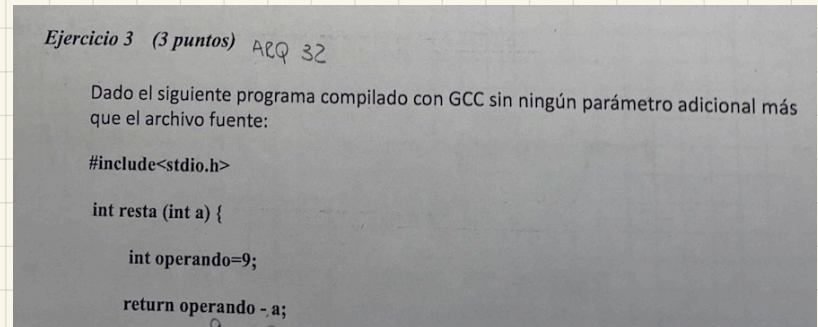 Ejercicio 3 (3 puntos) ARQ 32
Dado el siguiente programa compilado con GCC sin ningún parámetro adicional más
que el archivo fuente:
#include<stdio.h>
int resta (int a) {
int operando=9;
return operando - a;